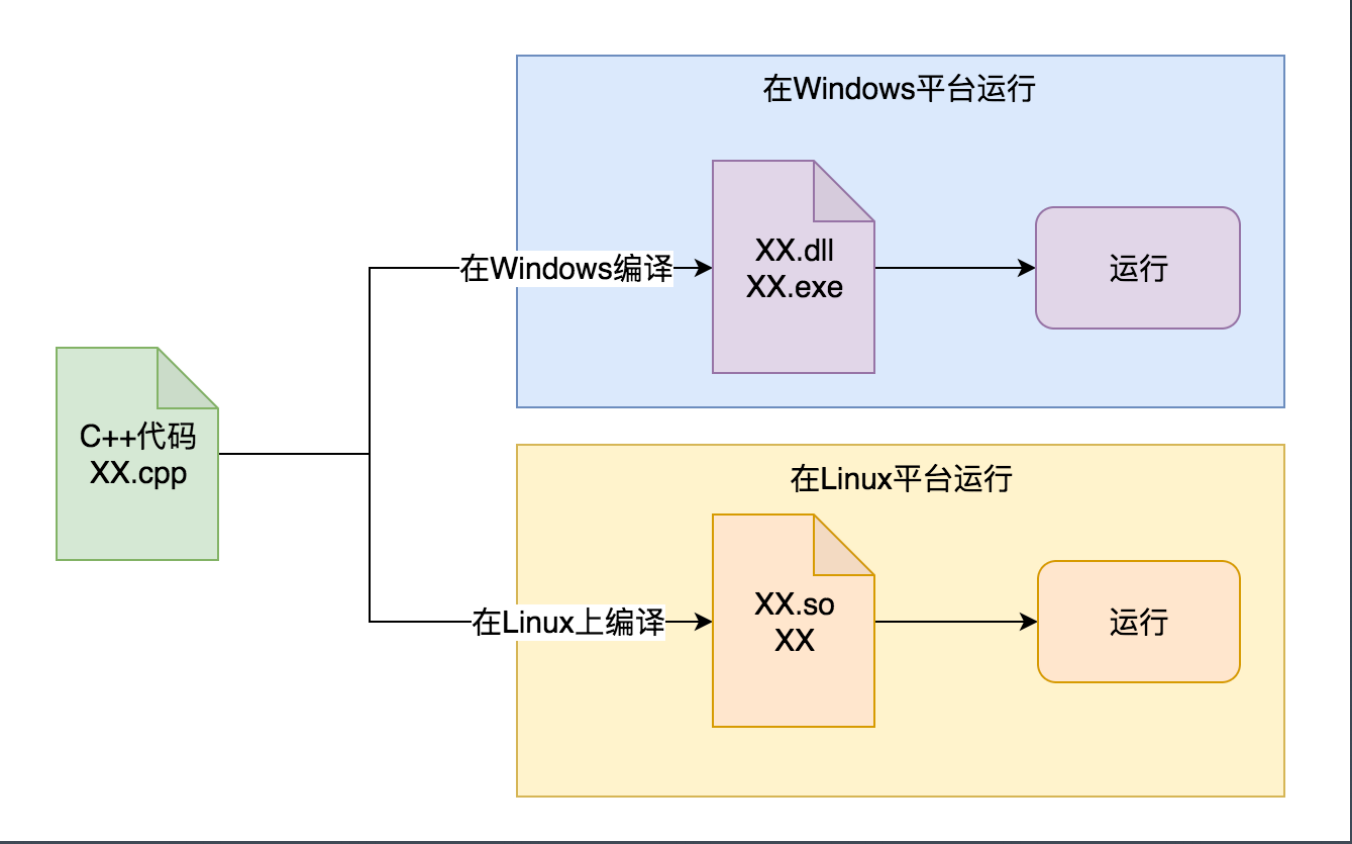 在Windows平台运行
在Windows编译
XX.dll
XX.exe
运行
C++代码
XX.cpp
在Linux平台运行
在Linux上编译
XX.so
XX
运行